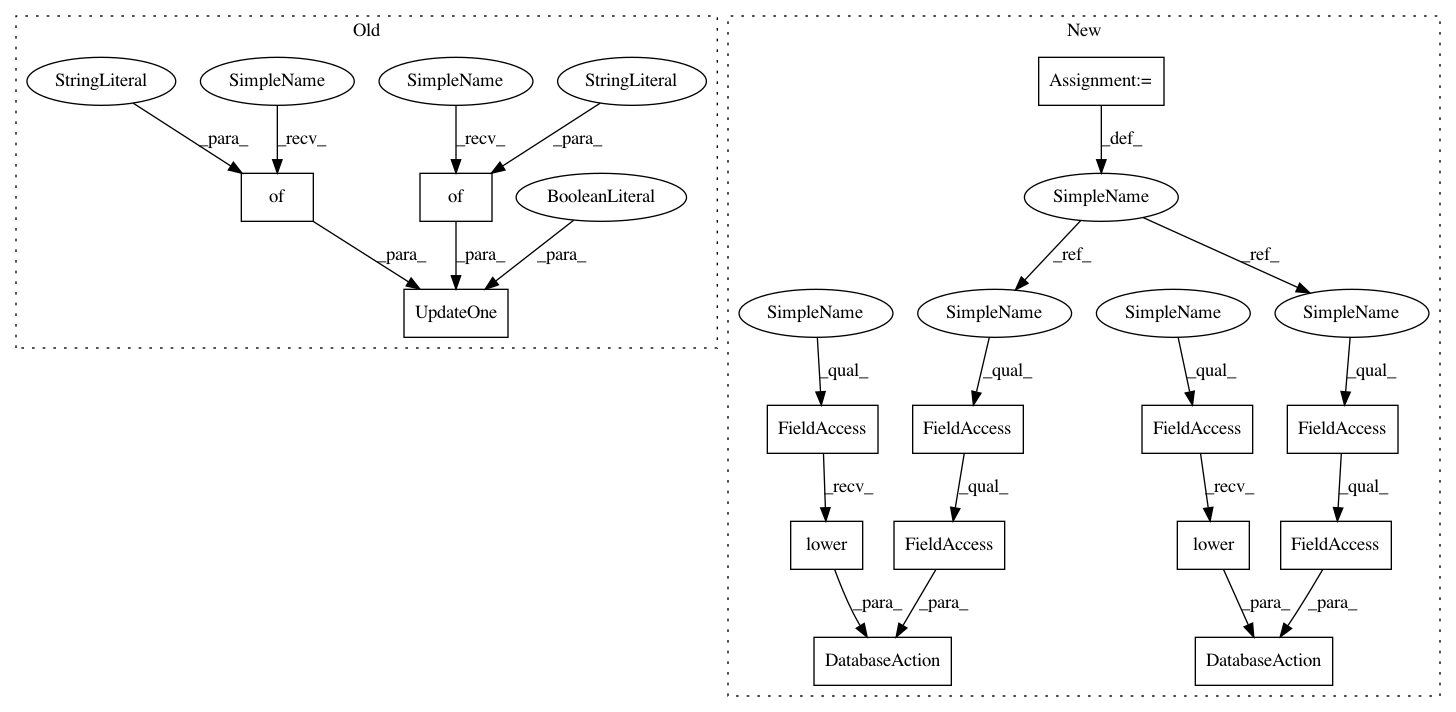 Old
New
StringLiteral
SimpleName
SimpleName
StringLiteral
Assignment:=
_para_
_recv_
_recv_
_para_
_def_
of
of
BooleanLiteral
SimpleName
_para_
_para_
_para_
_ref_
_ref_
UpdateOne
SimpleName
SimpleName
SimpleName
SimpleName
_qual_
_qual_
_qual_
_qual_
FieldAccess
FieldAccess
FieldAccess
FieldAccess
_recv_
_qual_
_recv_
_qual_
lower
FieldAccess
lower
FieldAccess
_para_
_para_
_para_
_para_
DatabaseAction
DatabaseAction